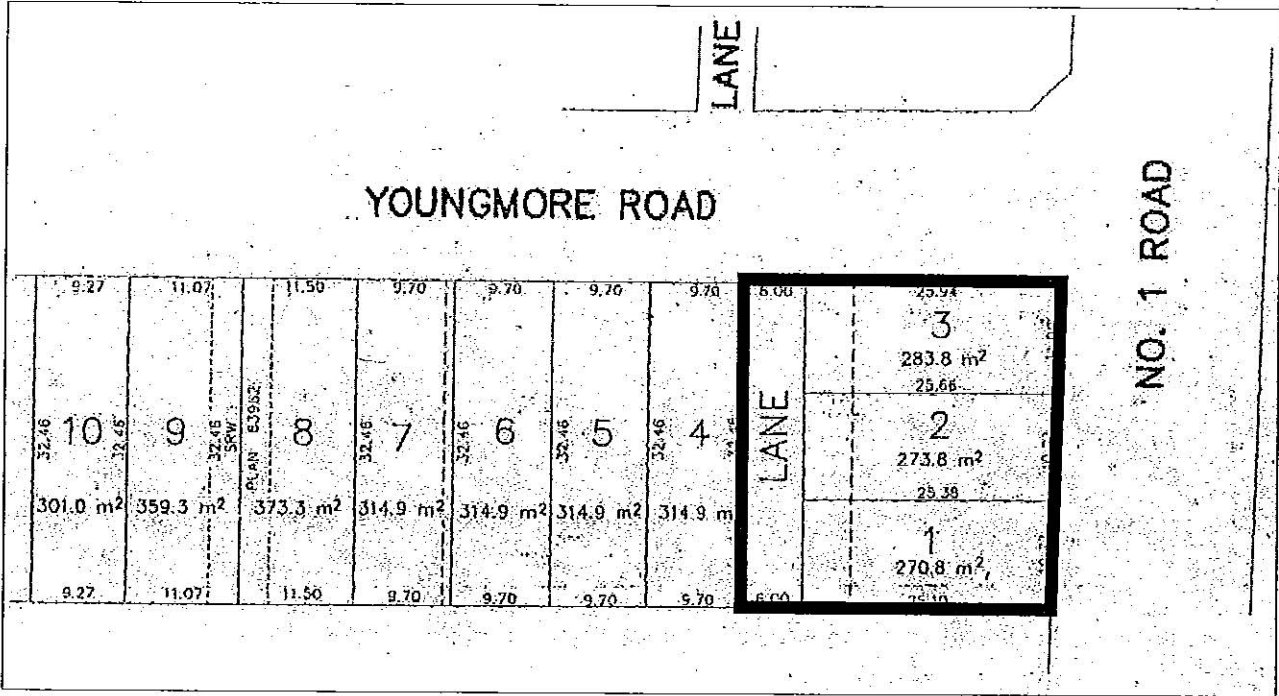 LANE
YOUNGMORE ROAD
NO. 1 ROAD
9.27 11.07 11.50 9.70 9.70 9.70 9.70 6.00 25.94
3
283.8 m²
25.66
32.46 10 32.46 9 32.46 SRW PLAN 63962 8 32.46 7 32.46 6 32.46 5 32.46 4 LANE 2
273.8 m²
25.38
301.0 m² 359.3 m² 373.3 m² 314.9 m² 314.9 m² 314.9 m² 314.9 m
1
270.8 m²
9.27 11.07 11.50 9.70 9.70 9.70 9.70 6.00